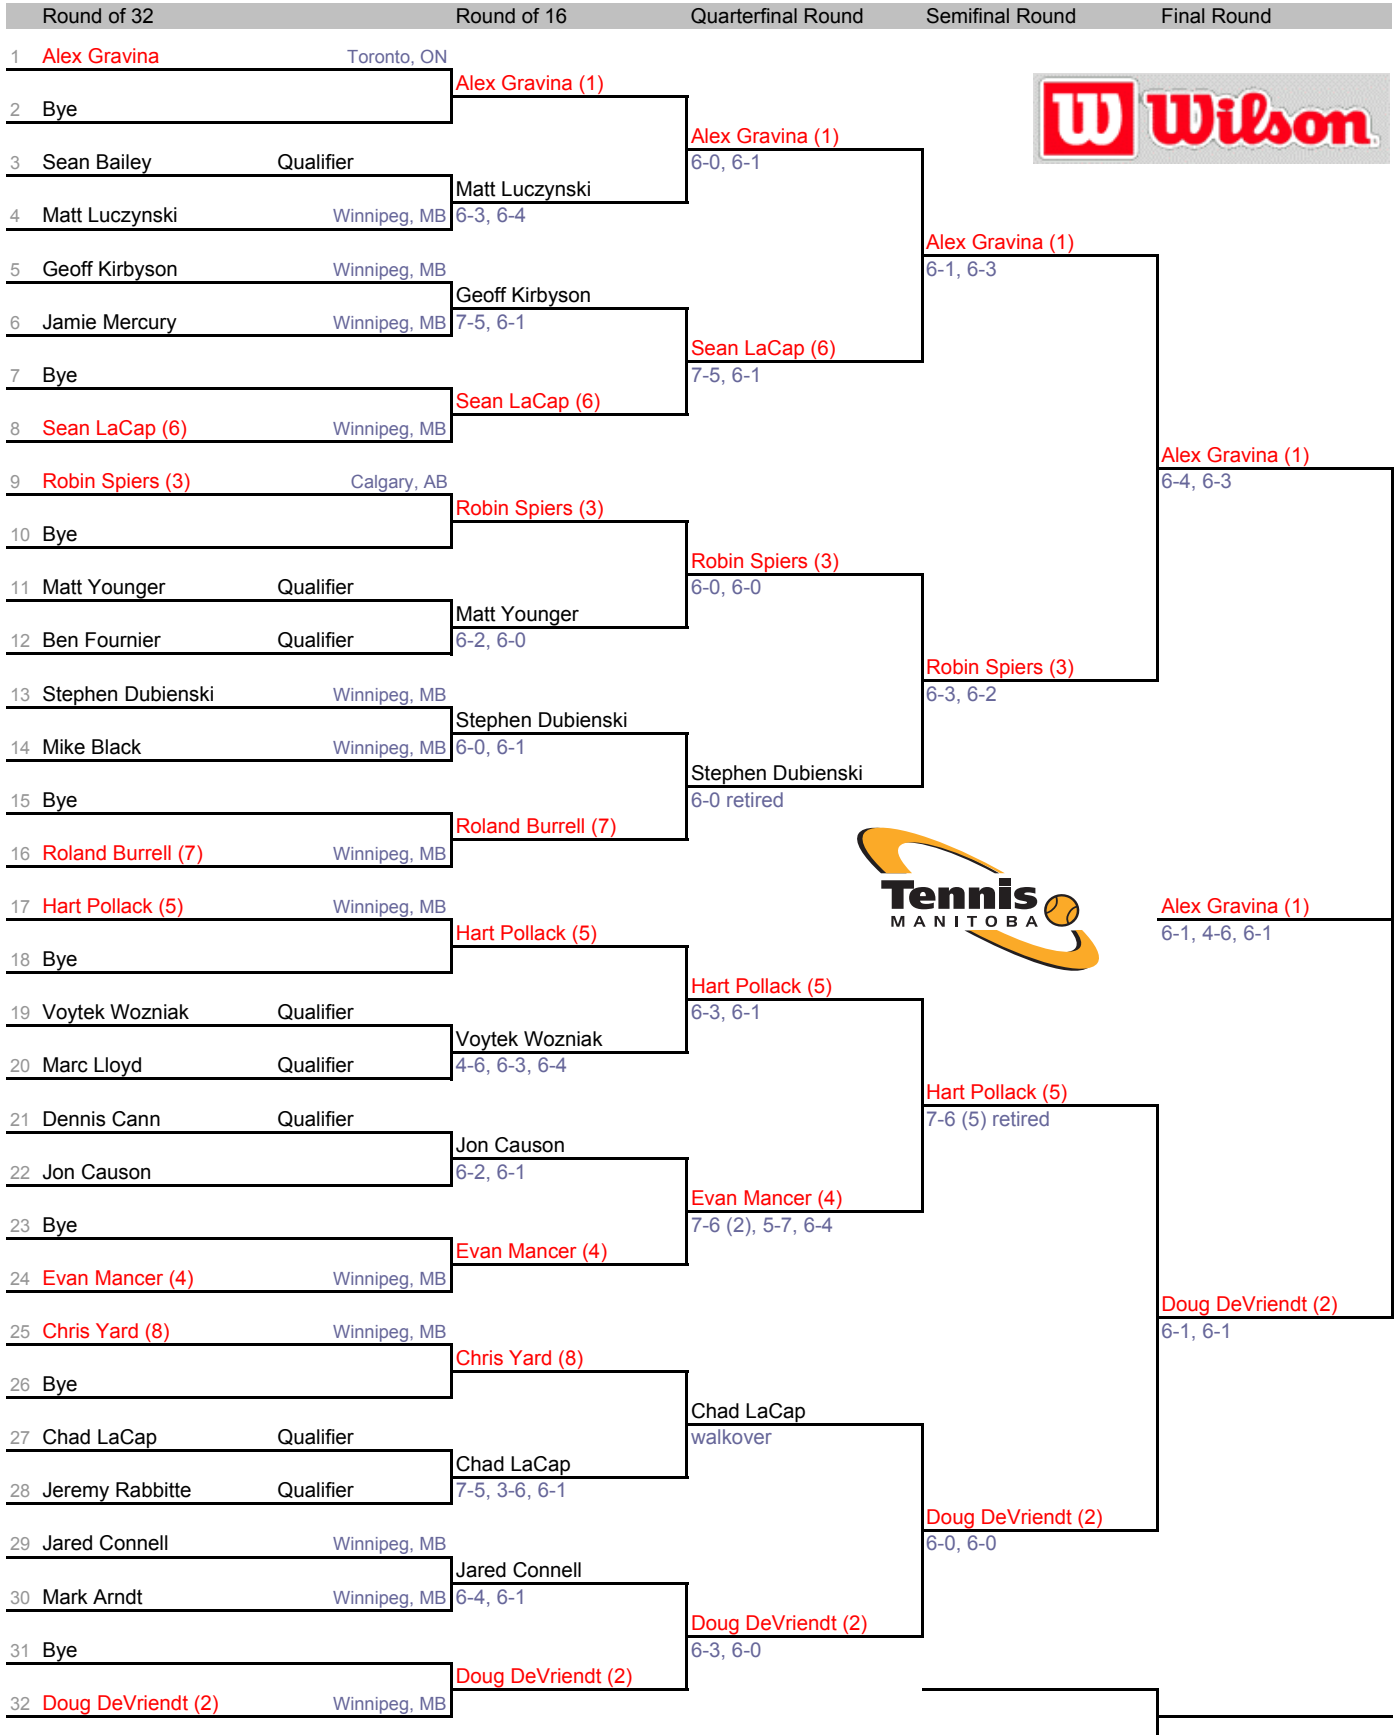 Round of 32 Round of 16 Quarterfinal Round Semifinal Round Final Round
1 Alex Gravina Toronto, ON
Alex Gravina (1)
2 Bye
Alex Gravina (1)
3 Sean Bailey Qualifier 6-0, 6-1
Matt Luczynski
4 Matt Luczynski Winnipeg, MB 6-3, 6-4
Alex Gravina (1)
5 Geoff Kirbyson Winnipeg, MB 6-1, 6-3
Geoff Kirbyson
6 Jamie Mercury Winnipeg, MB 7-5, 6-1
Sean LaCap (6)
7 Bye 7-5, 6-1
Sean LaCap (6)
8 Sean LaCap (6) Winnipeg, MB
Alex Gravina (1)
9 Robin Spiers (3) Calgary, AB 6-4, 6-3
Robin Spiers (3)
10 Bye
Robin Spiers (3)
11 Matt Younger Qualifier 6-0, 6-0
Matt Younger
12 Ben Fournier Qualifier 6-2, 6-0
Robin Spiers (3)
13 Stephen Dubienski Winnipeg, MB 6-3, 6-2
Stephen Dubienski
14 Mike Black Winnipeg, MB 6-0, 6-1
Stephen Dubienski
15 Bye 6-0 retired
Roland Burrell (7)
16 Roland Burrell (7) Winnipeg, MB
17 Hart Pollack (5) Winnipeg, MB Alex Gravina (1)
Hart Pollack (5) 6-1, 4-6, 6-1
18 Bye
Hart Pollack (5)
19 Voytek Wozniak Qualifier 6-3, 6-1
Voytek Wozniak
20 Marc Lloyd Qualifier 4-6, 6-3, 6-4
Hart Pollack (5)
21 Dennis Cann Qualifier 7-6 (5) retired
Jon Causon
22 Jon Causon 6-2, 6-1
Evan Mancer (4)
23 Bye 7-6 (2), 5-7, 6-4
Evan Mancer (4)
24 Evan Mancer (4) Winnipeg, MB
Doug DeVriendt (2)
25 Chris Yard (8) Winnipeg, MB 6-1, 6-1
Chris Yard (8)
26 Bye
Chad LaCap
27 Chad LaCap Qualifier walkover
Chad LaCap
28 Jeremy Rabbitte Qualifier 7-5, 3-6, 6-1
Doug DeVriendt (2)
29 Jared Connell Winnipeg, MB 6-0, 6-0
Jared Connell
30 Mark Arndt Winnipeg, MB 6-4, 6-1
Doug DeVriendt (2)
31 Bye 6-3, 6-0
Doug DeVriendt (2)
32 Doug DeVriendt (2) Winnipeg, MB
W Wilson
Tennis
MANITOBA